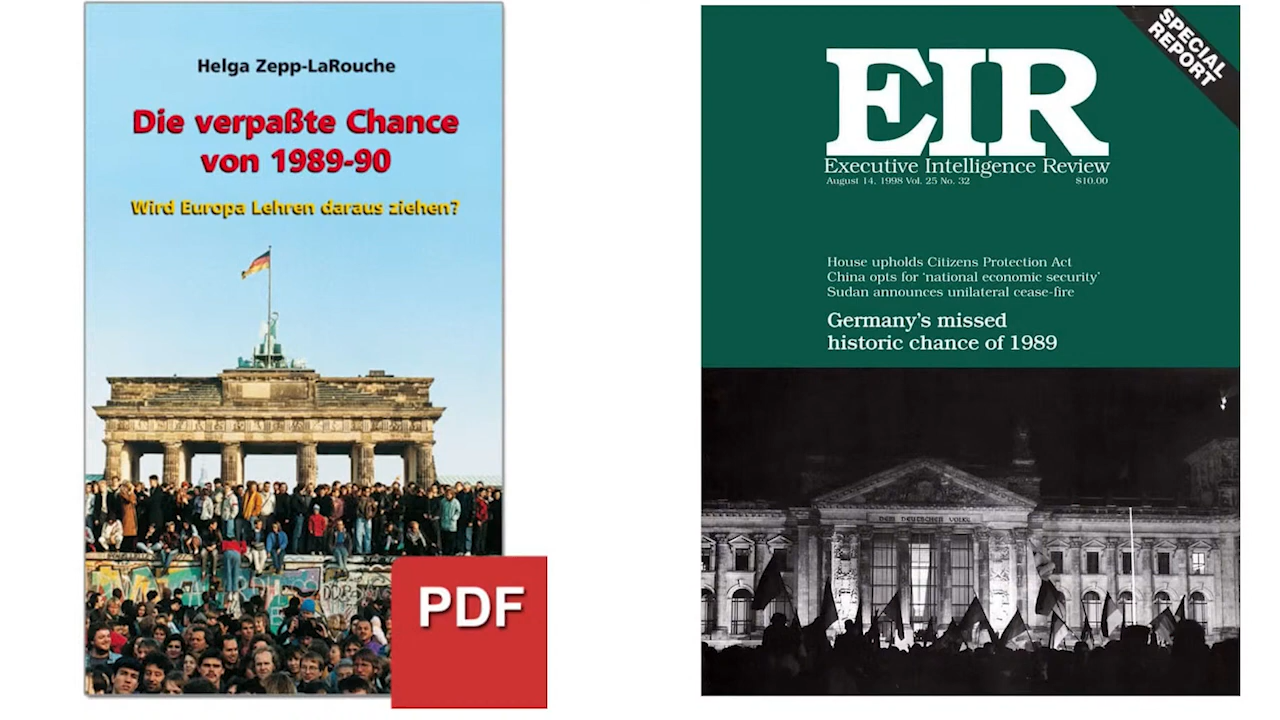 Helga Zepp-LaRouche
Die verpaßte Chance
von 1989-90
Wird Europa Lehren daraus ziehen?
PDF
SPECIAL
REPORT
EIR
Executive Intelligence Review
August 14, 1998 Vol. 25 No. 32 $10.00
House upholds Citizens Protection Act
China opts for 'national economic security'
Sudan announces unilateral cease-fire
Germany's missed
historic chance of 1989
DEM DEUTSCHEN VOLKE